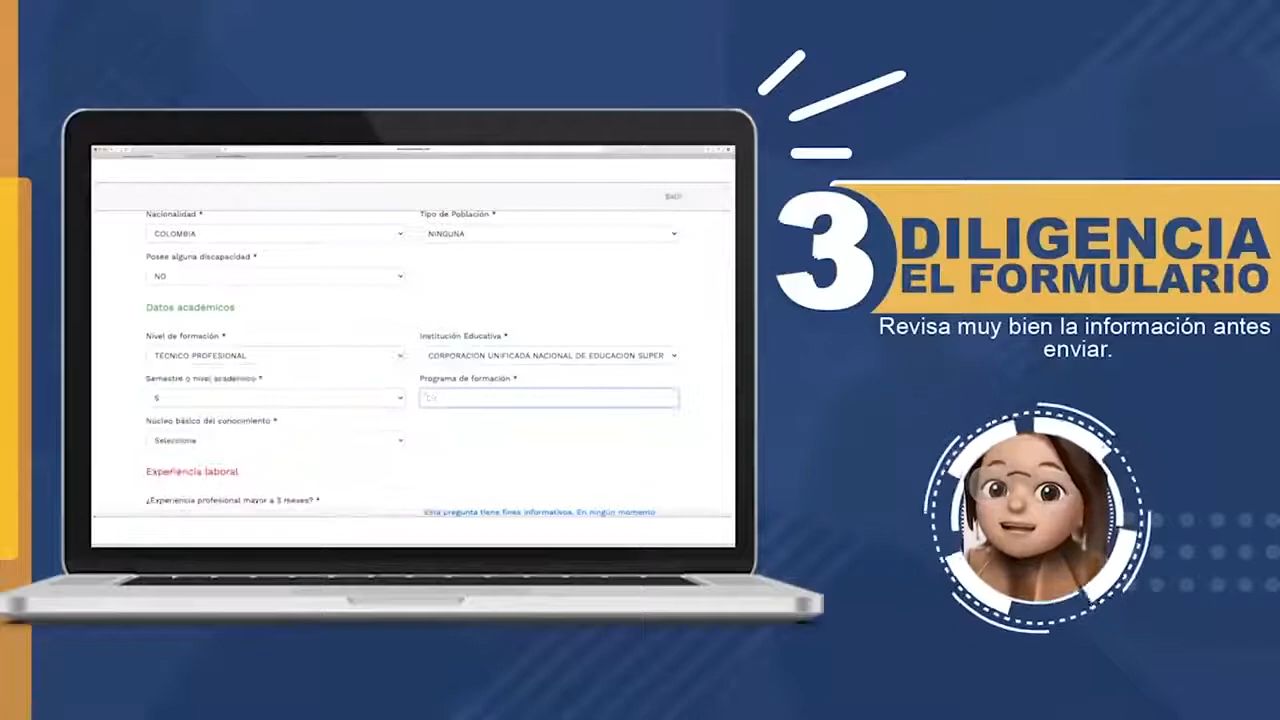 Salir
Nacionalidad *
Tipo de Población *
COLOMBIA
NINGUNA
Posee alguna discapacidad *
NO
Datos académicos
Nivel de formación *
Institución Educativa *
TÉCNICO PROFESIONAL
CORPORACION UNIFICADA NACIONAL DE EDUCACION SUPER
Semestre o nivel académico *
Programa de formación *
5
Núcleo básico del conocimiento *
Seleccione
Experiencia laboral
¿Experiencia profesional mayor a 3 meses? *
Esta pregunta tiene fines informativos. En ningún momento
3
DILIGENCIA
EL FORMULARIO
Revisa muy bien la información antes
enviar.